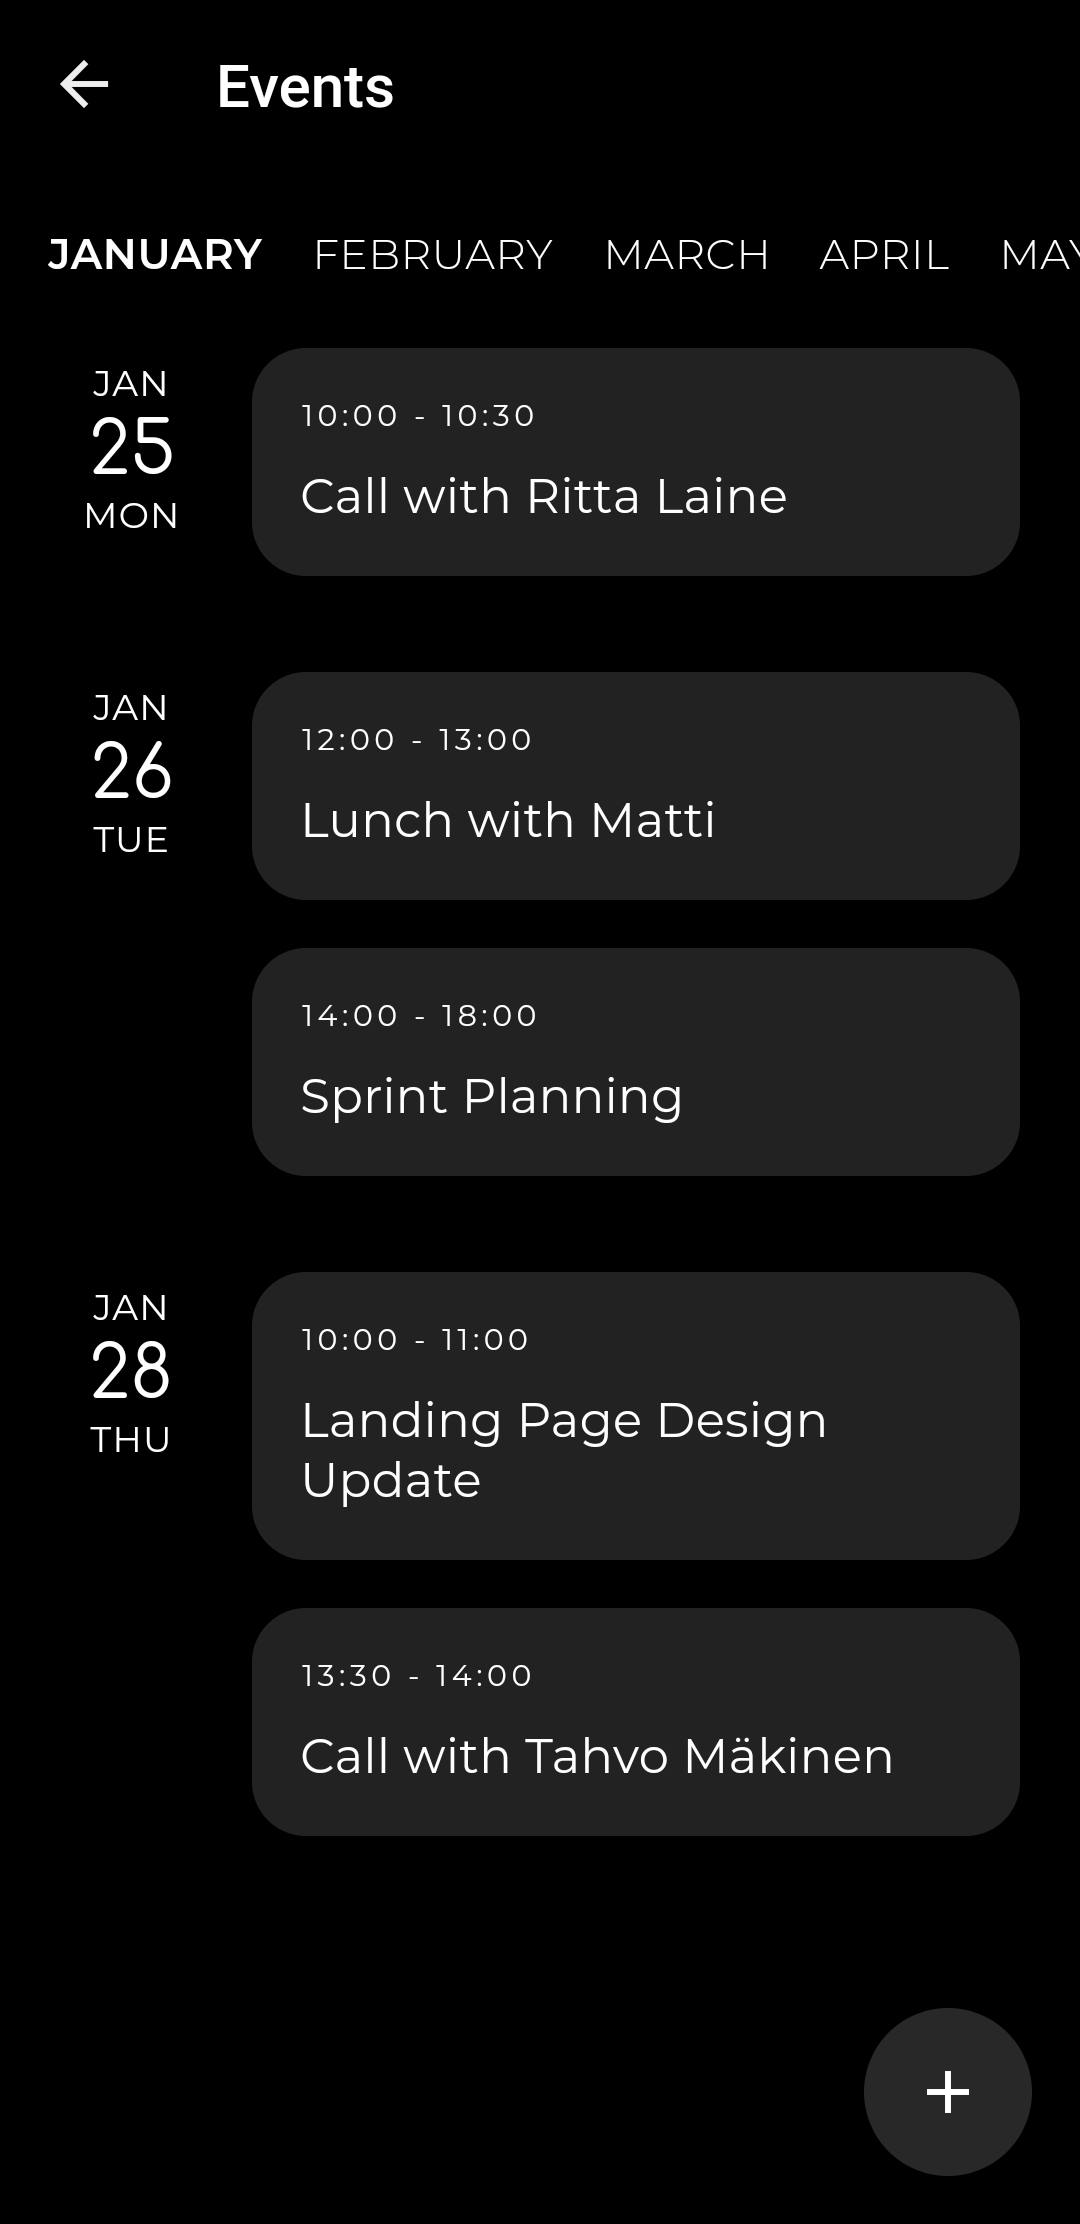 Events
JANUARY FEBRUARY MARCH APRIL MAY
JAN
25
MON
10:00 - 10:30
Call with Ritta Laine
JAN
26
TUE
12:00 - 13:00
Lunch with Matti
14:00 - 18:00
Sprint Planning
JAN
28
THU
10:00 - 11:00
Landing Page Design
Update
13:30 - 14:00
Call with Tahvo Mäkinen